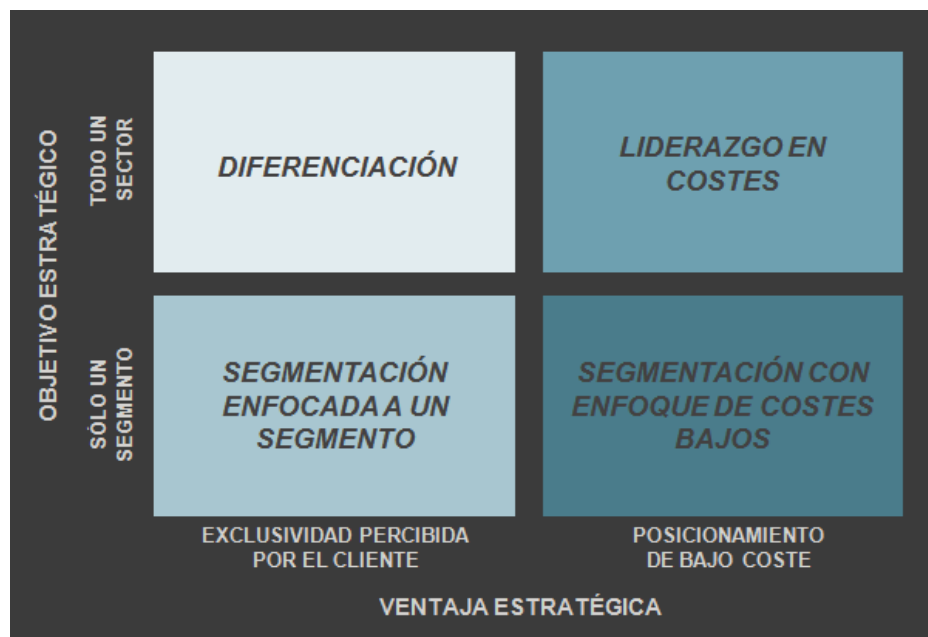 OBJETIVO ESTRATÉGICO
TODO UN
SECTOR
DIFERENCIACIÓN
LIDERAZGO EN
COSTES
SÓLO UN
SEGMENTO
SEGMENTACIÓN
ENFOCADA A UN
SEGMENTO
SEGMENTACIÓN CON
ENFOQUE DE COSTES
BAJOS
EXCLUSIVIDAD PERCIBIDA
POR EL CLIENTE
POSICIONAMIENTO
DE BAJO COSTE
VENTAJA ESTRATÉGICA